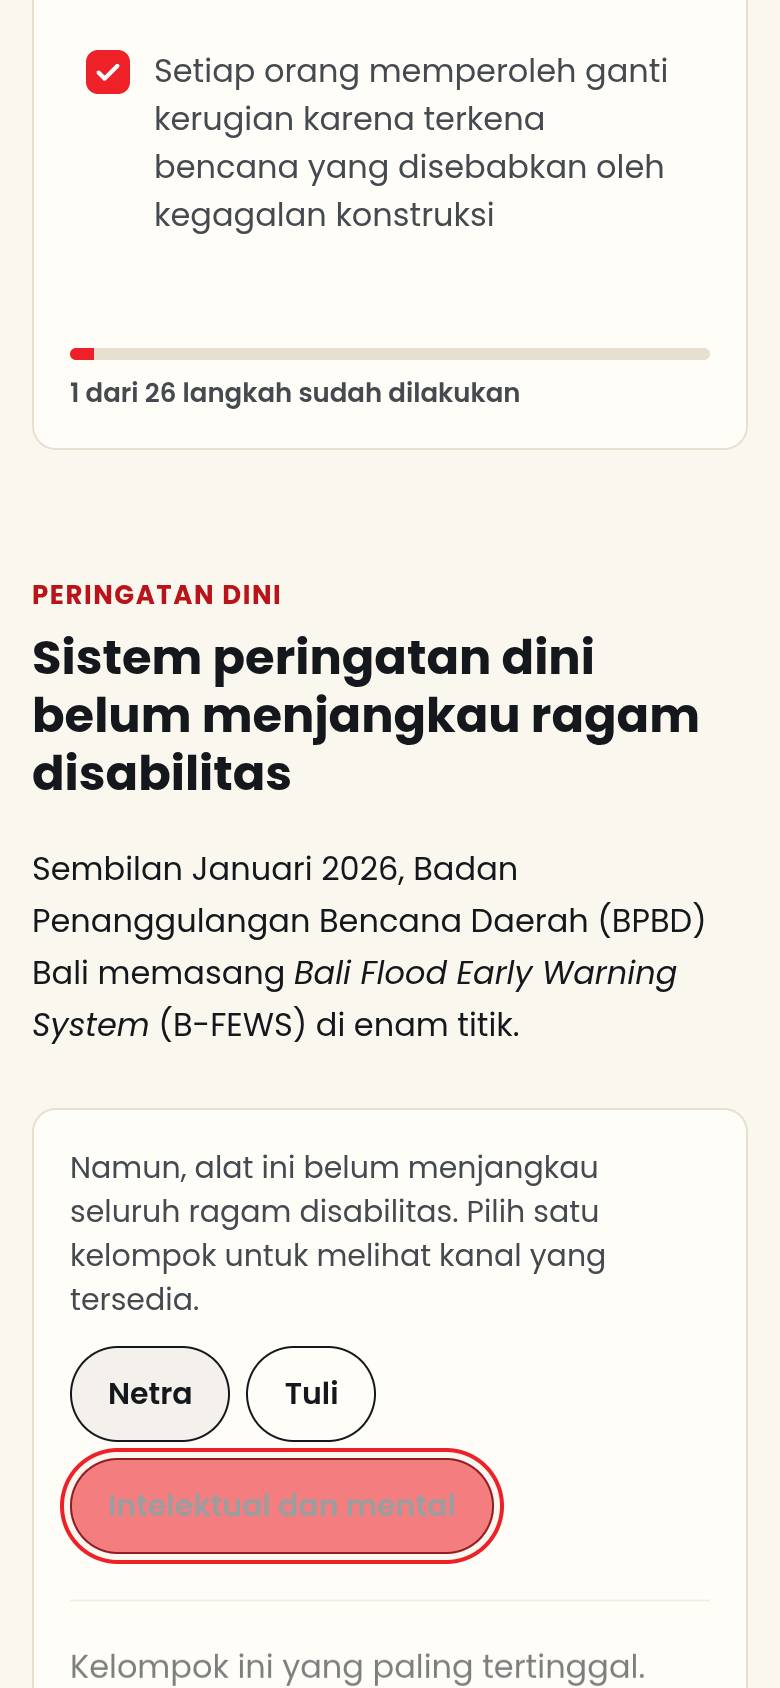 Setiap orang memperoleh ganti
kerugian karena terkena
bencana yang disebabkan oleh
kegagalan konstruksi
1 dari 26 langkah sudah dilakukan
PERINGATAN DINI
Sistem peringatan dini
belum menjangkau ragam
disabilitas
Sembilan Januari 2026, Badan
Penanggulangan Bencana Daerah (BPBD)
Bali memasang Bali Flood Early Warning
System (B-FEWS) di enam titik.
Namun, alat ini belum menjangkau
seluruh ragam disabilitas. Pilih satu
kelompok untuk melihat kanal yang
tersedia.
Netra
Tuli
Intelektual dan mental
Kelompok ini yang paling tertinggal.